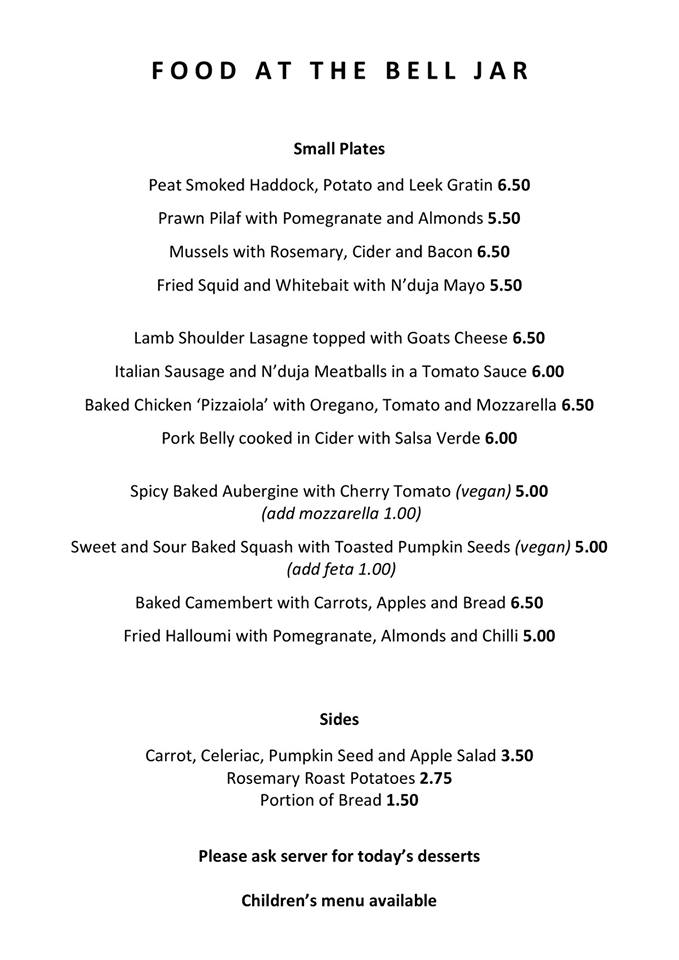 FOOD AT THE BELL JAR
Small Plates
Peat Smoked Haddock, Potato and Leek Gratin 6.50
Prawn Pilaf with Pomegranate and Almonds 5.50
Mussels with Rosemary, Cider and Bacon 6.50
Fried Squid and Whitebait with N’duja Mayo 5.50
Lamb Shoulder Lasagne topped with Goats Cheese 6.50
Italian Sausage and N’duja Meatballs in a Tomato Sauce 6.00
Baked Chicken ‘Pizzaiola’ with Oregano, Tomato and Mozzarella 6.50
Pork Belly cooked in Cider with Salsa Verde 6.00
Spicy Baked Aubergine with Cherry Tomato (vegan) 5.00
(add mozzarella 1.00)
Sweet and Sour Baked Squash with Toasted Pumpkin Seeds (vegan) 5.00
(add feta 1.00)
Baked Camembert with Carrots, Apples and Bread 6.50
Fried Halloumi with Pomegranate, Almonds and Chilli 5.00
Sides
Carrot, Celeriac, Pumpkin Seed and Apple Salad 3.50
Rosemary Roast Potatoes 2.75
Portion of Bread 1.50
Please ask server for today’s desserts
Children’s menu available